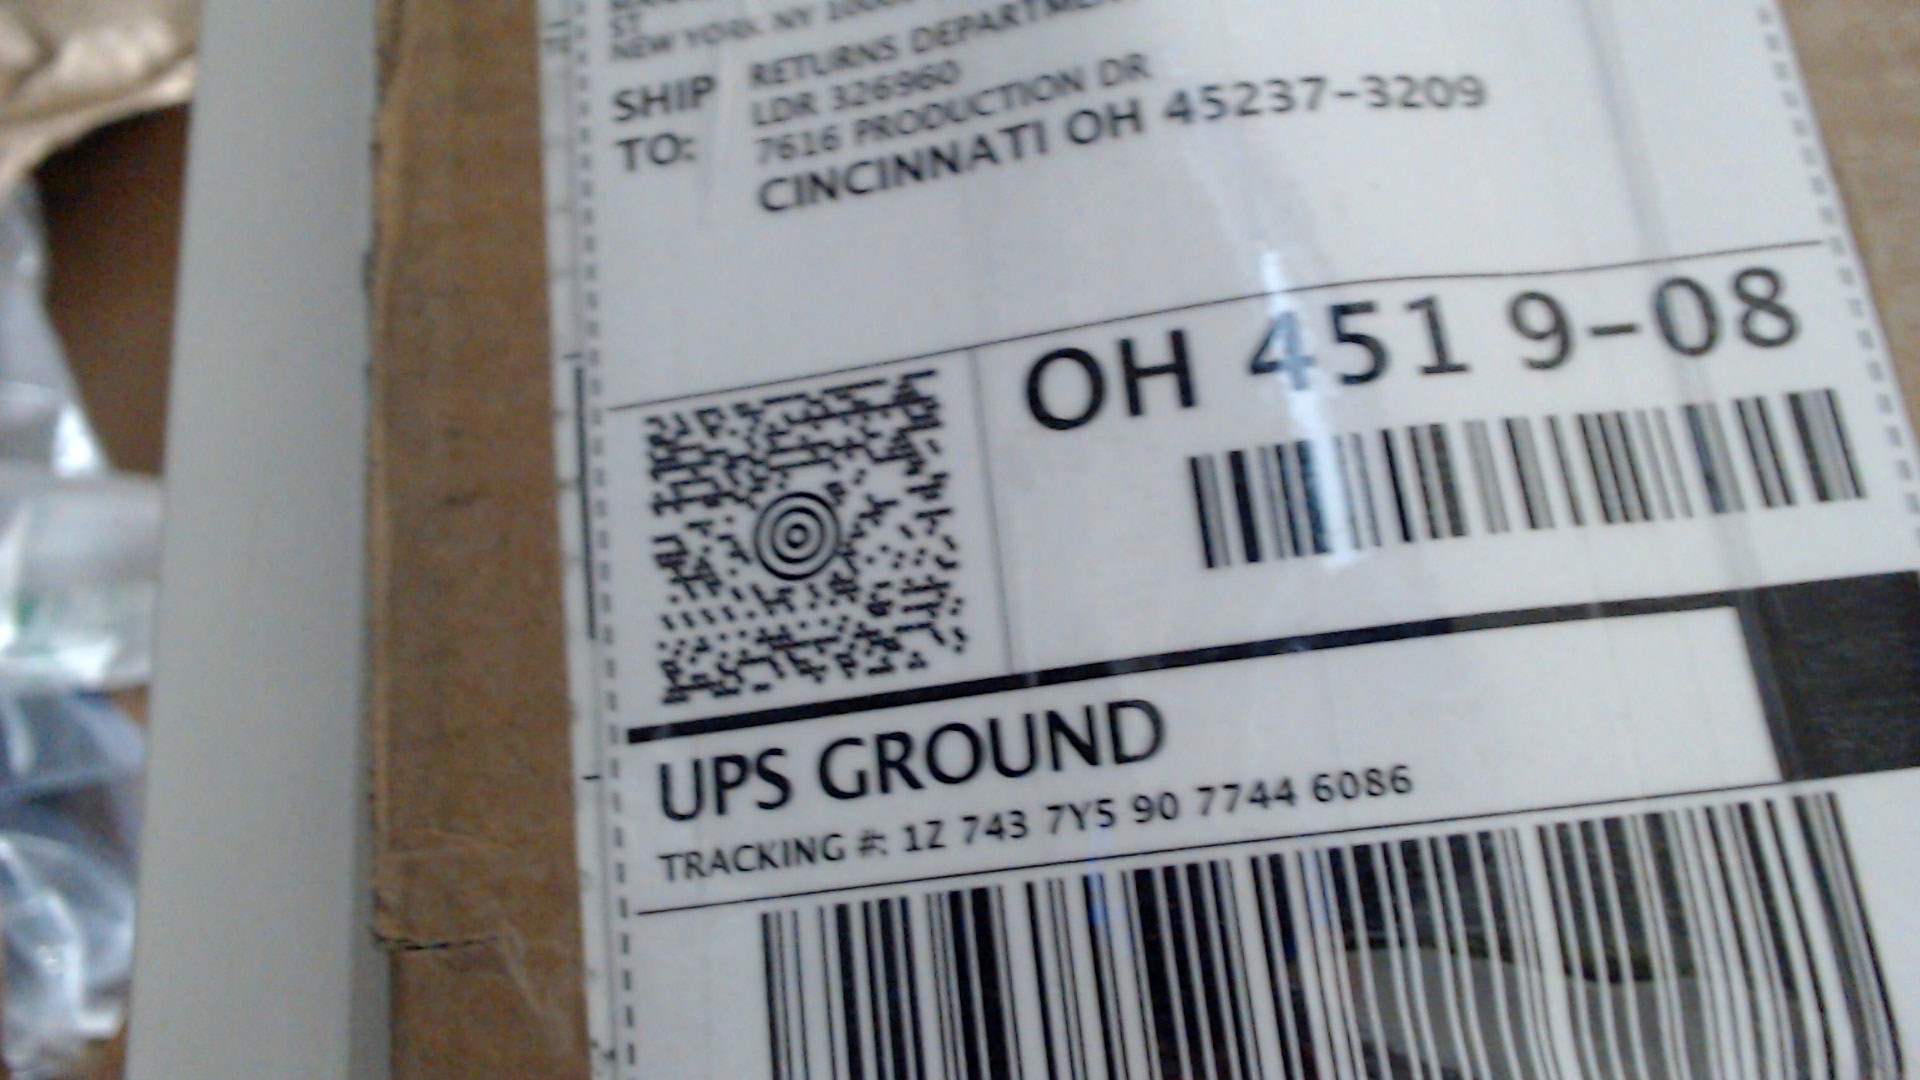 ST
NEW YORK NY
SHIP TO:
RETURNS DEPARTMENT
LDR 326960
7616 PRODUCTION DR
CINCINNATI OH 45237-3209
OH 451 9-08
UPS GROUND
TRACKING #: 1Z 743 7Y5 90 7744 6086